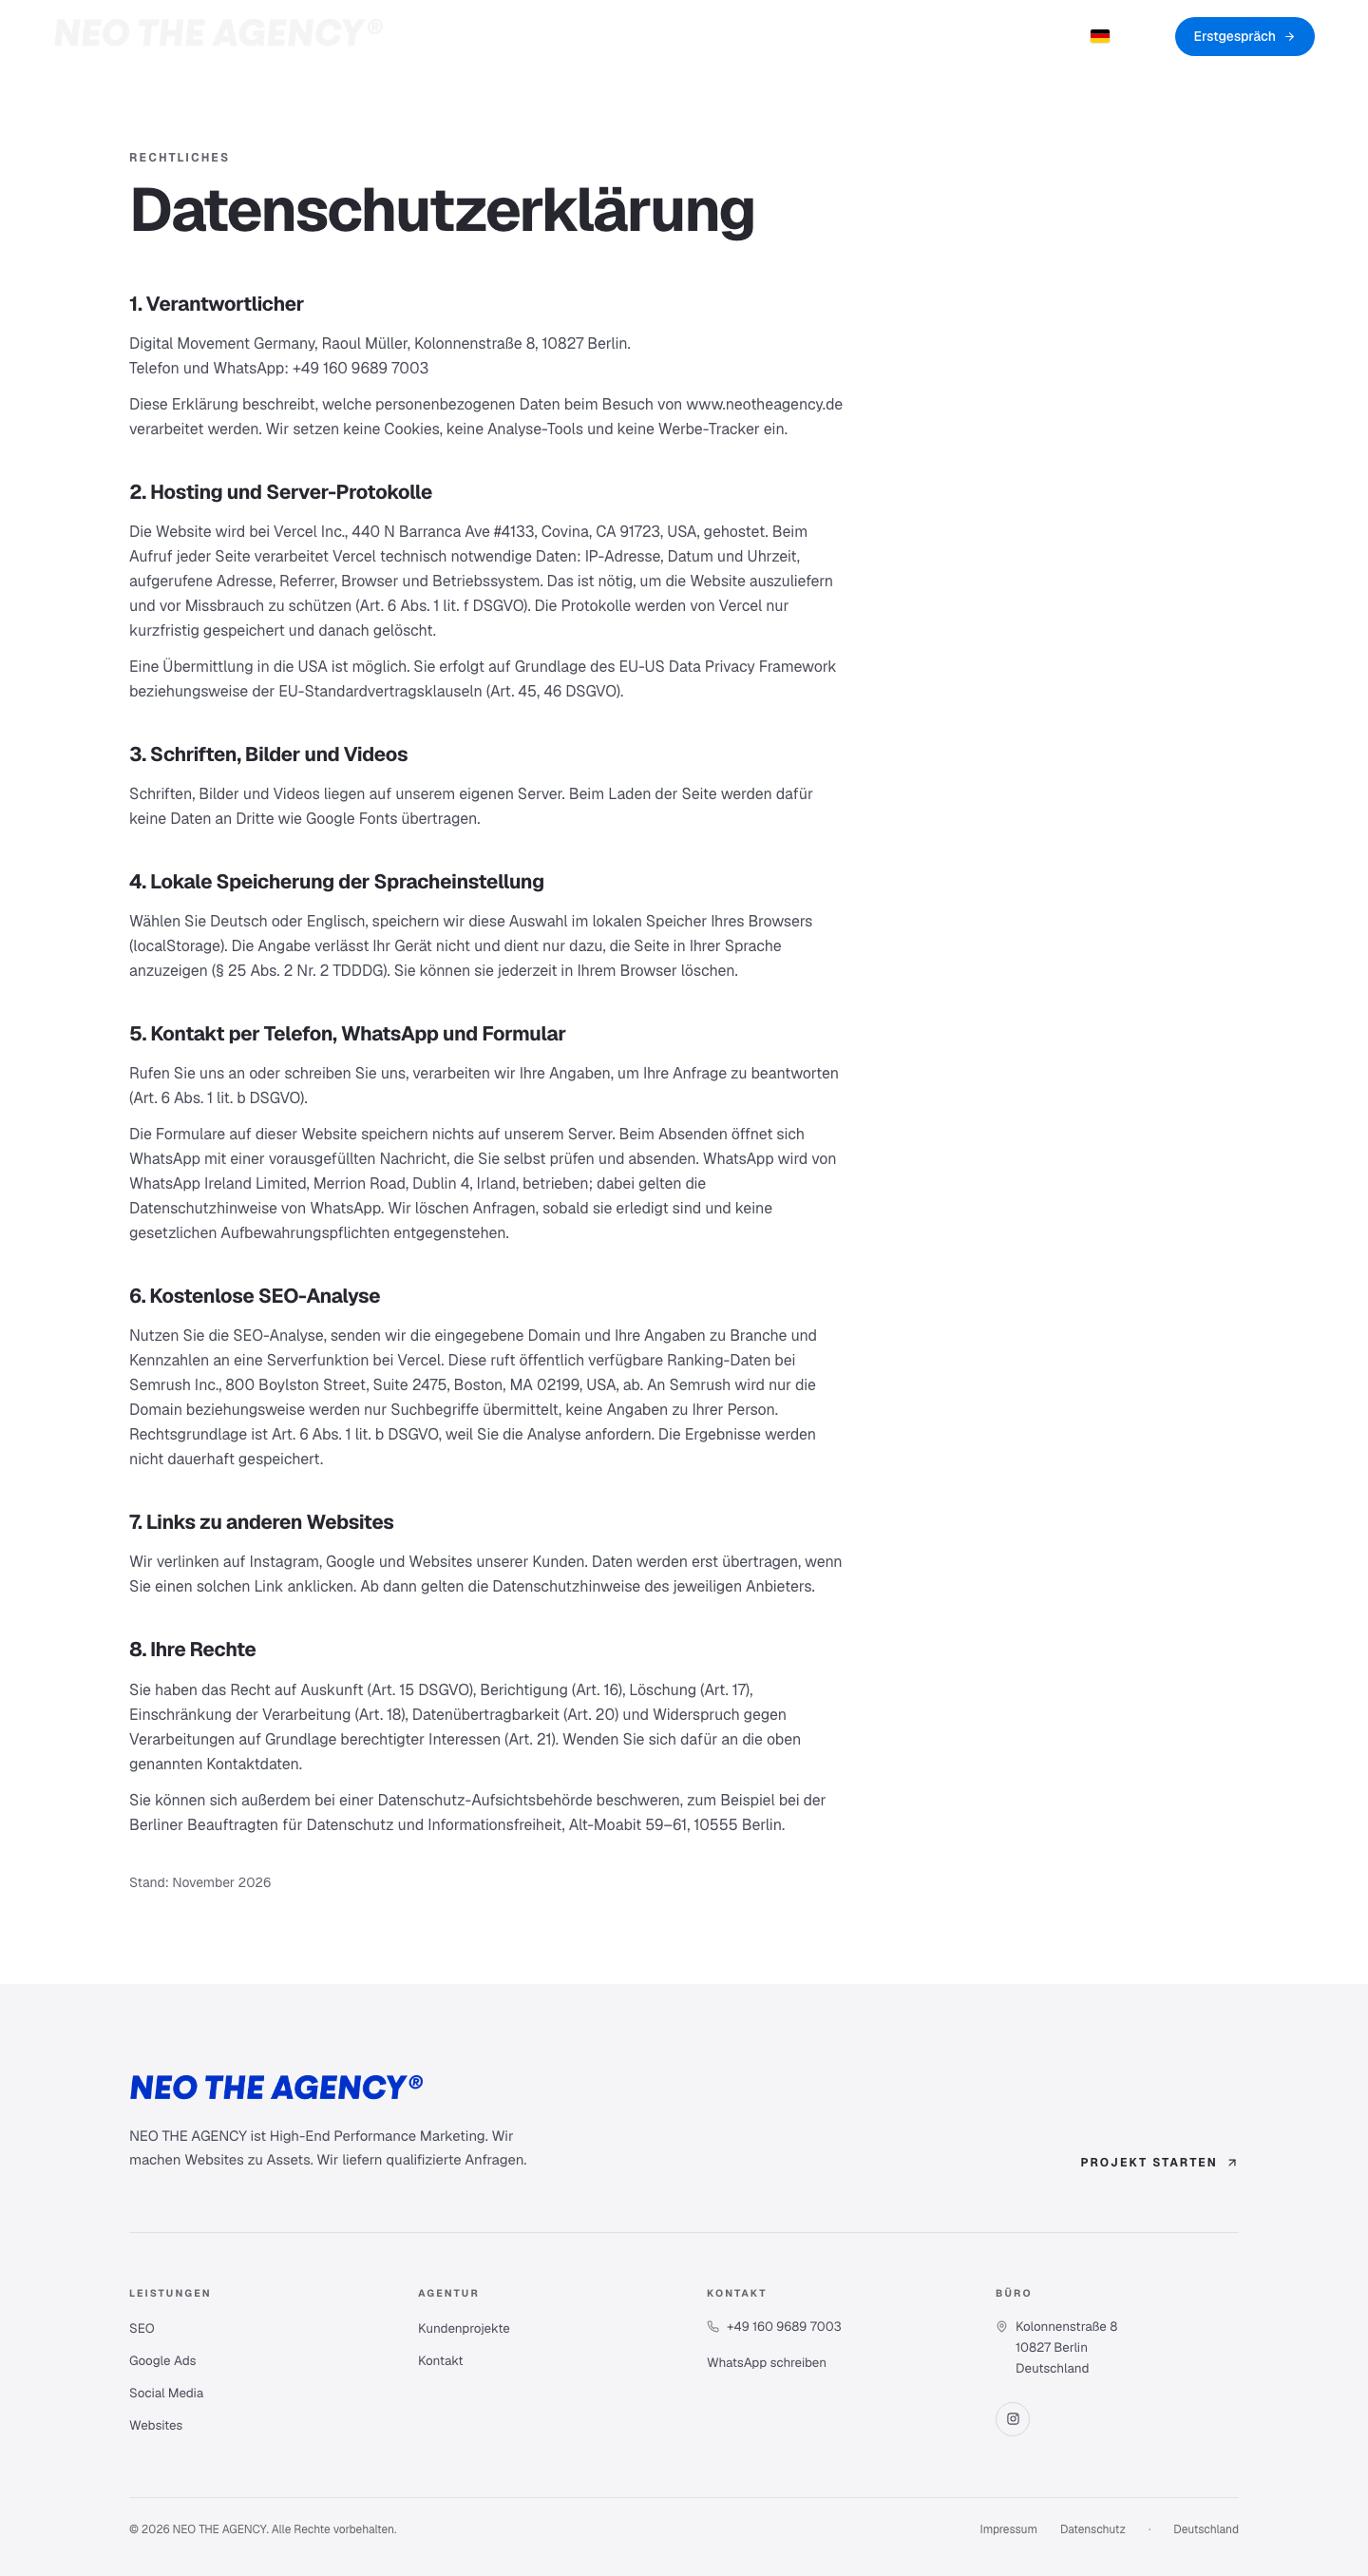 NEO THE AGENCY®
Erstgespräch
RECHTLICHES
Datenschutzerklärung
1. Verantwortlicher
Digital Movement Germany, Raoul Müller, Kolonnenstraße 8, 10827 Berlin.
Telefon und WhatsApp: +49 160 9689 7003
Diese Erklärung beschreibt, welche personenbezogenen Daten beim Besuch von www.neotheagency.de
verarbeitet werden. Wir setzen keine Cookies, keine Analyse-Tools und keine Werbe-Tracker ein.
2. Hosting und Server-Protokolle
Die Website wird bei Vercel Inc., 440 N Barranca Ave #4133, Covina, CA 91723, USA, gehostet. Beim
Aufruf jeder Seite verarbeitet Vercel technisch notwendige Daten: IP-Adresse, Datum und Uhrzeit,
aufgerufene Adresse, Referrer, Browser und Betriebssystem. Das ist nötig, um die Website auszuliefern
und vor Missbrauch zu schützen (Art. 6 Abs. 1 lit. f DSGVO). Die Protokolle werden von Vercel nur
kurzfristig gespeichert und danach gelöscht.
Eine Übermittlung in die USA ist möglich. Sie erfolgt auf Grundlage des EU-US Data Privacy Framework
beziehungsweise der EU-Standardvertragsklauseln (Art. 45, 46 DSGVO).
3. Schriften, Bilder und Videos
Schriften, Bilder und Videos liegen auf unserem eigenen Server. Beim Laden der Seite werden dafür
keine Daten an Dritte wie Google Fonts übertragen.
4. Lokale Speicherung der Spracheinstellung
Wählen Sie Deutsch oder Englisch, speichern wir diese Auswahl im lokalen Speicher Ihres Browsers
(localStorage). Die Angabe verlässt Ihr Gerät nicht und dient nur dazu, die Seite in Ihrer Sprache
anzuzeigen (§ 25 Abs. 2 Nr. 2 TDDDG). Sie können sie jederzeit in Ihrem Browser löschen.
5. Kontakt per Telefon, WhatsApp und Formular
Rufen Sie uns an oder schreiben Sie uns, verarbeiten wir Ihre Angaben, um Ihre Anfrage zu beantworten
(Art. 6 Abs. 1 lit. b DSGVO).
Die Formulare auf dieser Website speichern nichts auf unserem Server. Beim Absenden öffnet sich
WhatsApp mit einer vorausgefüllten Nachricht, die Sie selbst prüfen und absenden. WhatsApp wird von
WhatsApp Ireland Limited, Merrion Road, Dublin 4, Irland, betrieben; dabei gelten die
Datenschutzhinweise von WhatsApp. Wir löschen Anfragen, sobald sie erledigt sind und keine
gesetzlichen Aufbewahrungspflichten entgegenstehen.
6. Kostenlose SEO-Analyse
Nutzen Sie die SEO-Analyse, senden wir die eingegebene Domain und Ihre Angaben zu Branche und
Kennzahlen an eine Serverfunktion bei Vercel. Diese ruft öffentlich verfügbare Ranking-Daten bei
Semrush Inc., 800 Boylston Street, Suite 2475, Boston, MA 02199, USA, ab. An Semrush wird nur die
Domain beziehungsweise werden nur Suchbegriffe übermittelt, keine Angaben zu Ihrer Person.
Rechtsgrundlage ist Art. 6 Abs. 1 lit. b DSGVO, weil Sie die Analyse anfordern. Die Ergebnisse werden
nicht dauerhaft gespeichert.
7. Links zu anderen Websites
Wir verlinken auf Instagram, Google und Websites unserer Kunden. Daten werden erst übertragen, wenn
Sie einen solchen Link anklicken. Ab dann gelten die Datenschutzhinweise des jeweiligen Anbieters.
8. Ihre Rechte
Sie haben das Recht auf Auskunft (Art. 15 DSGVO), Berichtigung (Art. 16), Löschung (Art. 17),
Einschränkung der Verarbeitung (Art. 18), Datenübertragbarkeit (Art. 20) und Widerspruch gegen
Verarbeitungen auf Grundlage berechtigter Interessen (Art. 21). Wenden Sie sich dafür an die oben
genannten Kontaktdaten.
Sie können sich außerdem bei einer Datenschutz-Aufsichtsbehörde beschweren, zum Beispiel bei der
Berliner Beauftragten für Datenschutz und Informationsfreiheit, Alt-Moabit 59–61, 10555 Berlin.
Stand: November 2026
NEO THE AGENCY®
NEO THE AGENCY ist High-End Performance Marketing. Wir
machen Websites zu Assets. Wir liefern qualifizierte Anfragen.
PROJEKT STARTEN
LEISTUNGEN
SEO
Google Ads
Social Media
Websites
AGENTUR
Kundenprojekte
Kontakt
KONTAKT
+49 160 9689 7003
WhatsApp schreiben
BÜRO
Kolonnenstraße 8
10827 Berlin
Deutschland
© 2026 NEO THE AGENCY. Alle Rechte vorbehalten.
Impressum Datenschutz · Deutschland